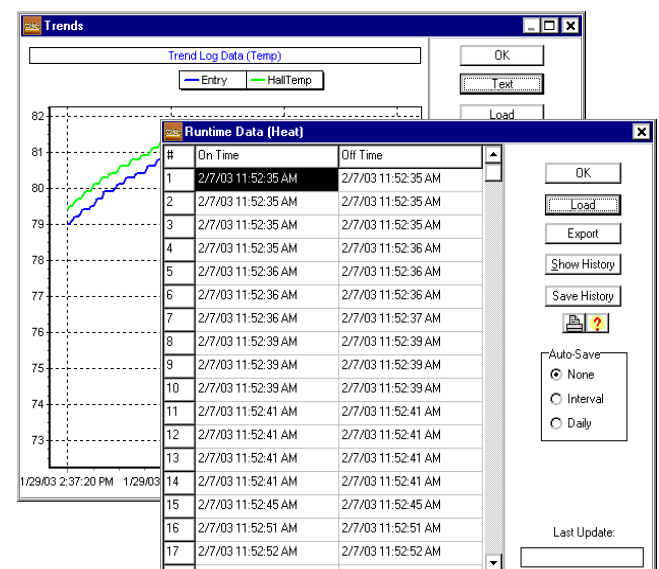 Trends
Trend Log Data (Temp)
Entry HallTemp
OK
Text
Load
82
81
80
79
78
77
76
75
74
73
1/29/03 2:37:20 PM 1/29/03
Runtime Data (Heat)
# On Time Off Time
1 2/7/03 11:52:35 AM 2/7/03 11:52:35 AM
2 2/7/03 11:52:35 AM 2/7/03 11:52:35 AM
3 2/7/03 11:52:35 AM 2/7/03 11:52:35 AM
4 2/7/03 11:52:35 AM 2/7/03 11:52:36 AM
5 2/7/03 11:52:36 AM 2/7/03 11:52:36 AM
6 2/7/03 11:52:36 AM 2/7/03 11:52:36 AM
7 2/7/03 11:52:36 AM 2/7/03 11:52:37 AM
8 2/7/03 11:52:39 AM 2/7/03 11:52:39 AM
9 2/7/03 11:52:39 AM 2/7/03 11:52:39 AM
10 2/7/03 11:52:39 AM 2/7/03 11:52:39 AM
11 2/7/03 11:52:41 AM 2/7/03 11:52:41 AM
12 2/7/03 11:52:41 AM 2/7/03 11:52:41 AM
13 2/7/03 11:52:41 AM 2/7/03 11:52:41 AM
14 2/7/03 11:52:41 AM 2/7/03 11:52:41 AM
15 2/7/03 11:52:45 AM 2/7/03 11:52:45 AM
16 2/7/03 11:52:51 AM 2/7/03 11:52:51 AM
17 2/7/03 11:52:52 AM 2/7/03 11:52:52 AM
OK
Load
Export
Show History
Save History
?
Auto-Save
None
Interval
Daily
Last Update: